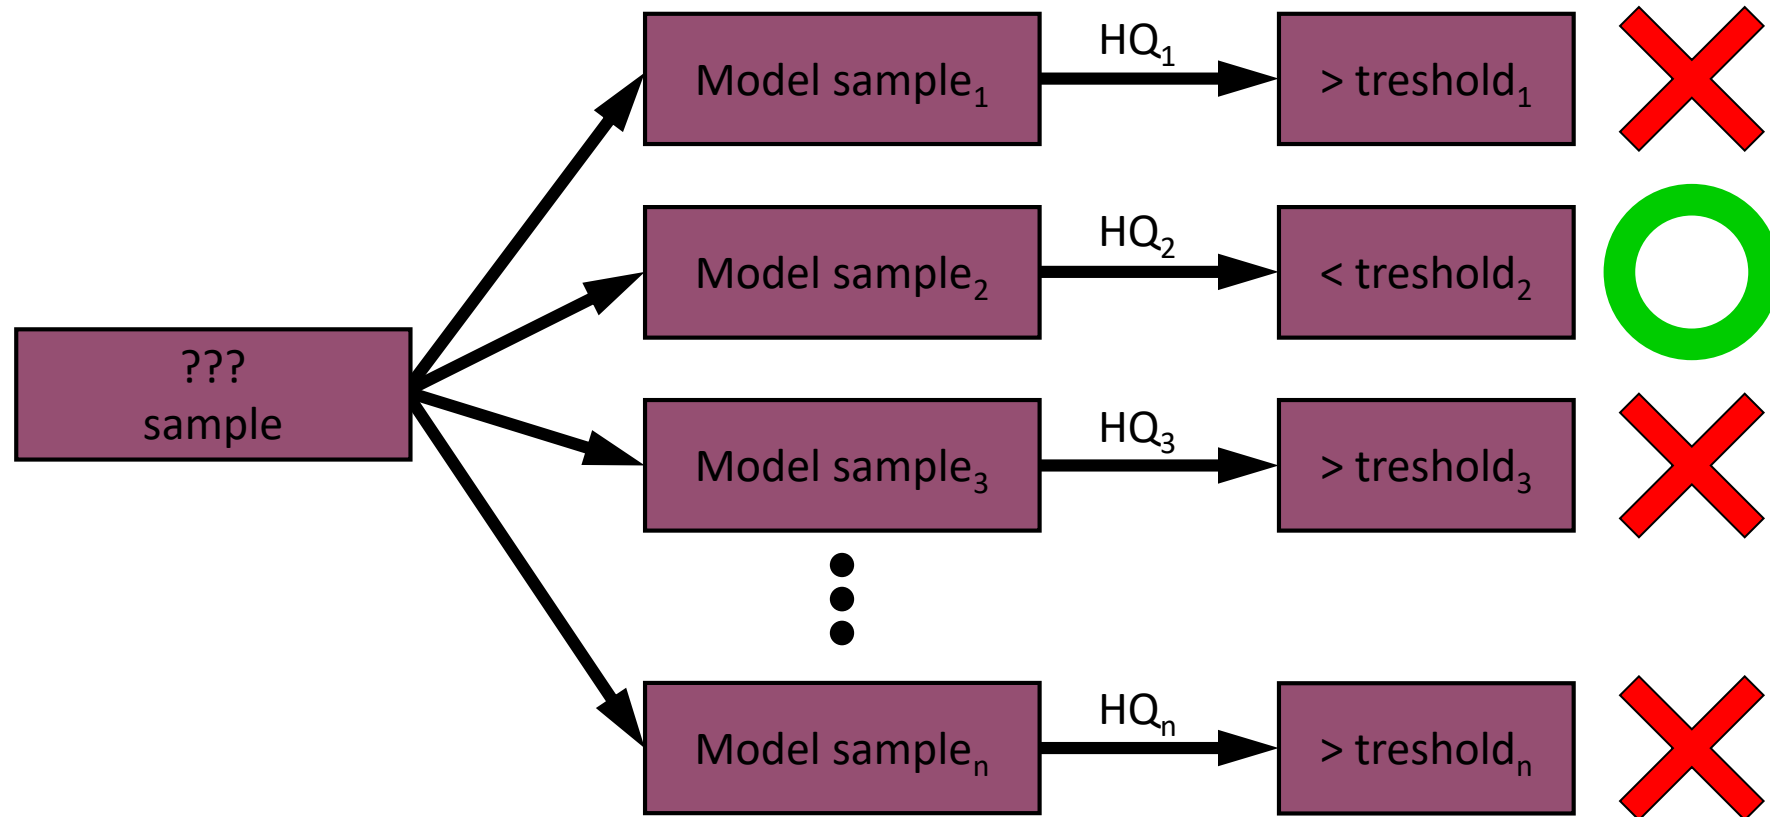 HQ₁
Model sample₁
> treshold₁
HQ₂
Model sample₂
< treshold₂
???
sample
HQ₃
Model sample₃
> treshold₃
HQₙ
Model sampleₙ
> tresholdₙ